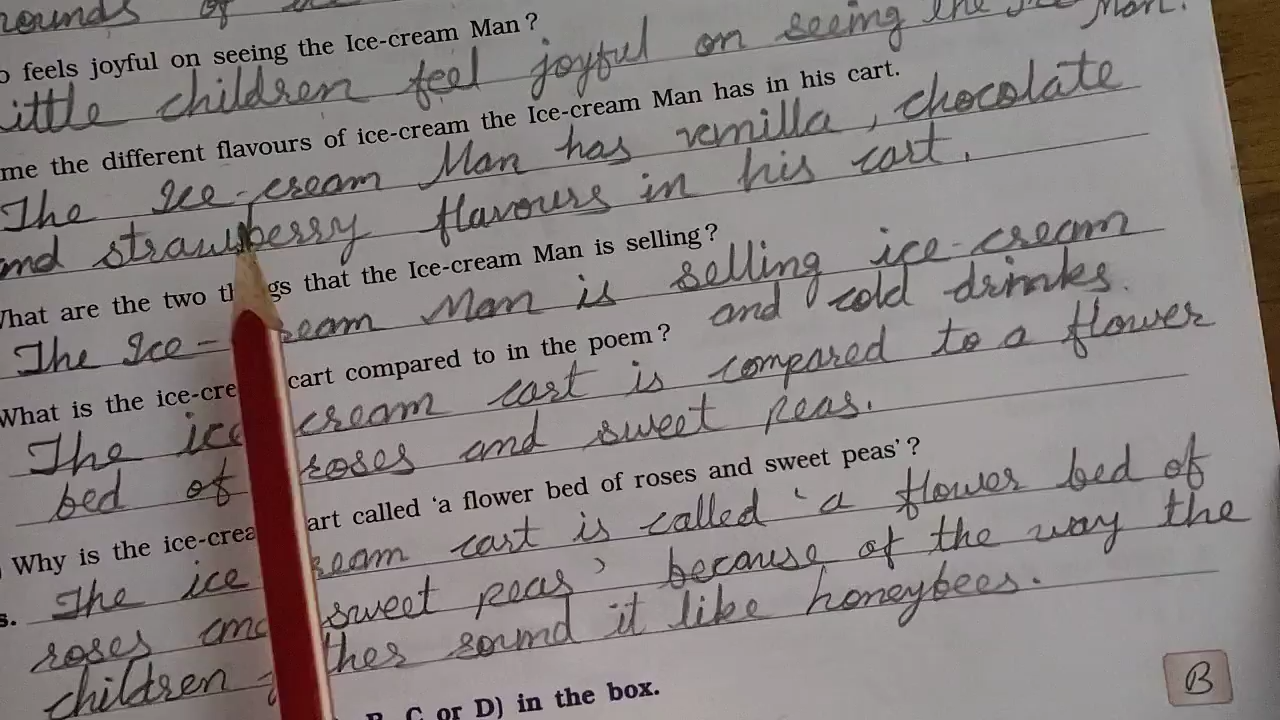 rounds of
o feels joyful on seeing the Ice-cream Man ?
ittle children feel joyful on seeing the Ice Man.
me the different flavours of ice-cream the Ice-cream Man has in his cart.
The Ice-cream Man has vemilla, chocolate
and strawberry flavours in his cart.
What are the two things that the Ice-cream Man is selling ?
The Ice- ream Man is selling ice-cream
and cold drinks.
What is the ice-cre cart compared to in the poem ?
The ice cream cart is compared to a flower
bed of roses and sweet peas.
Why is the ice-crea art called 'a flower bed of roses and sweet peas' ?
s. The ice ream cart is called 'a flower bed of
roses and sweet peas' because of the way the
children ther sound it like honeybees.
C or D) in the box.
B